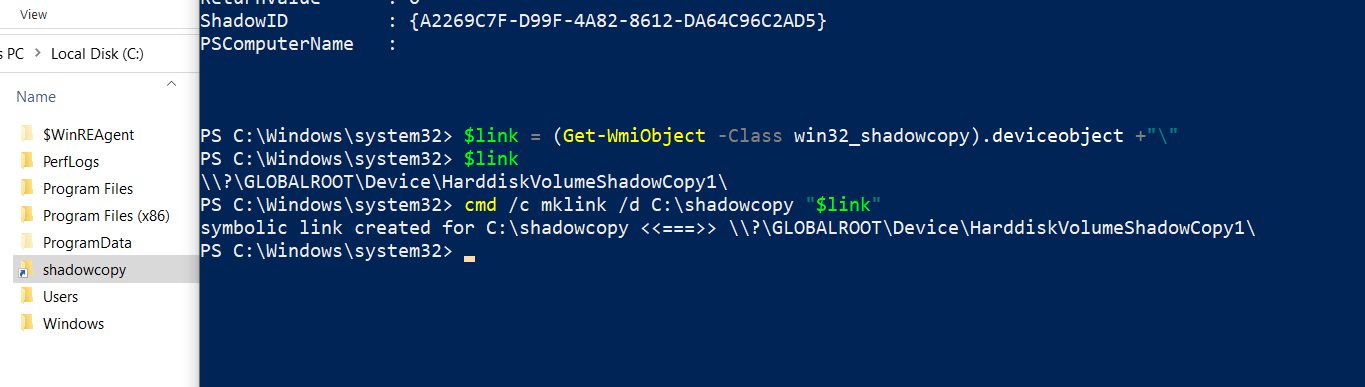 View
s PC > Local Disk (C:)
Name
$WinREAgent
PerfLogs
Program Files
Program Files (x86)
ProgramData
shadowcopy
Users
Windows
ReturnValue : 0
ShadowID : {A2269C7F-D99F-4A82-8612-DA64C96C2AD5}
PSComputerName :
PS C:\Windows\system32> $link = (Get-WmiObject -Class win32_shadowcopy).deviceobject +"\"
PS C:\Windows\system32> $link
\\?\GLOBALROOT\Device\HarddiskVolumeShadowCopy1\
PS C:\Windows\system32> cmd /c mklink /d C:\shadowcopy "$link"
symbolic link created for C:\shadowcopy <<===>> \\?\GLOBALROOT\Device\HarddiskVolumeShadowCopy1\
PS C:\Windows\system32>